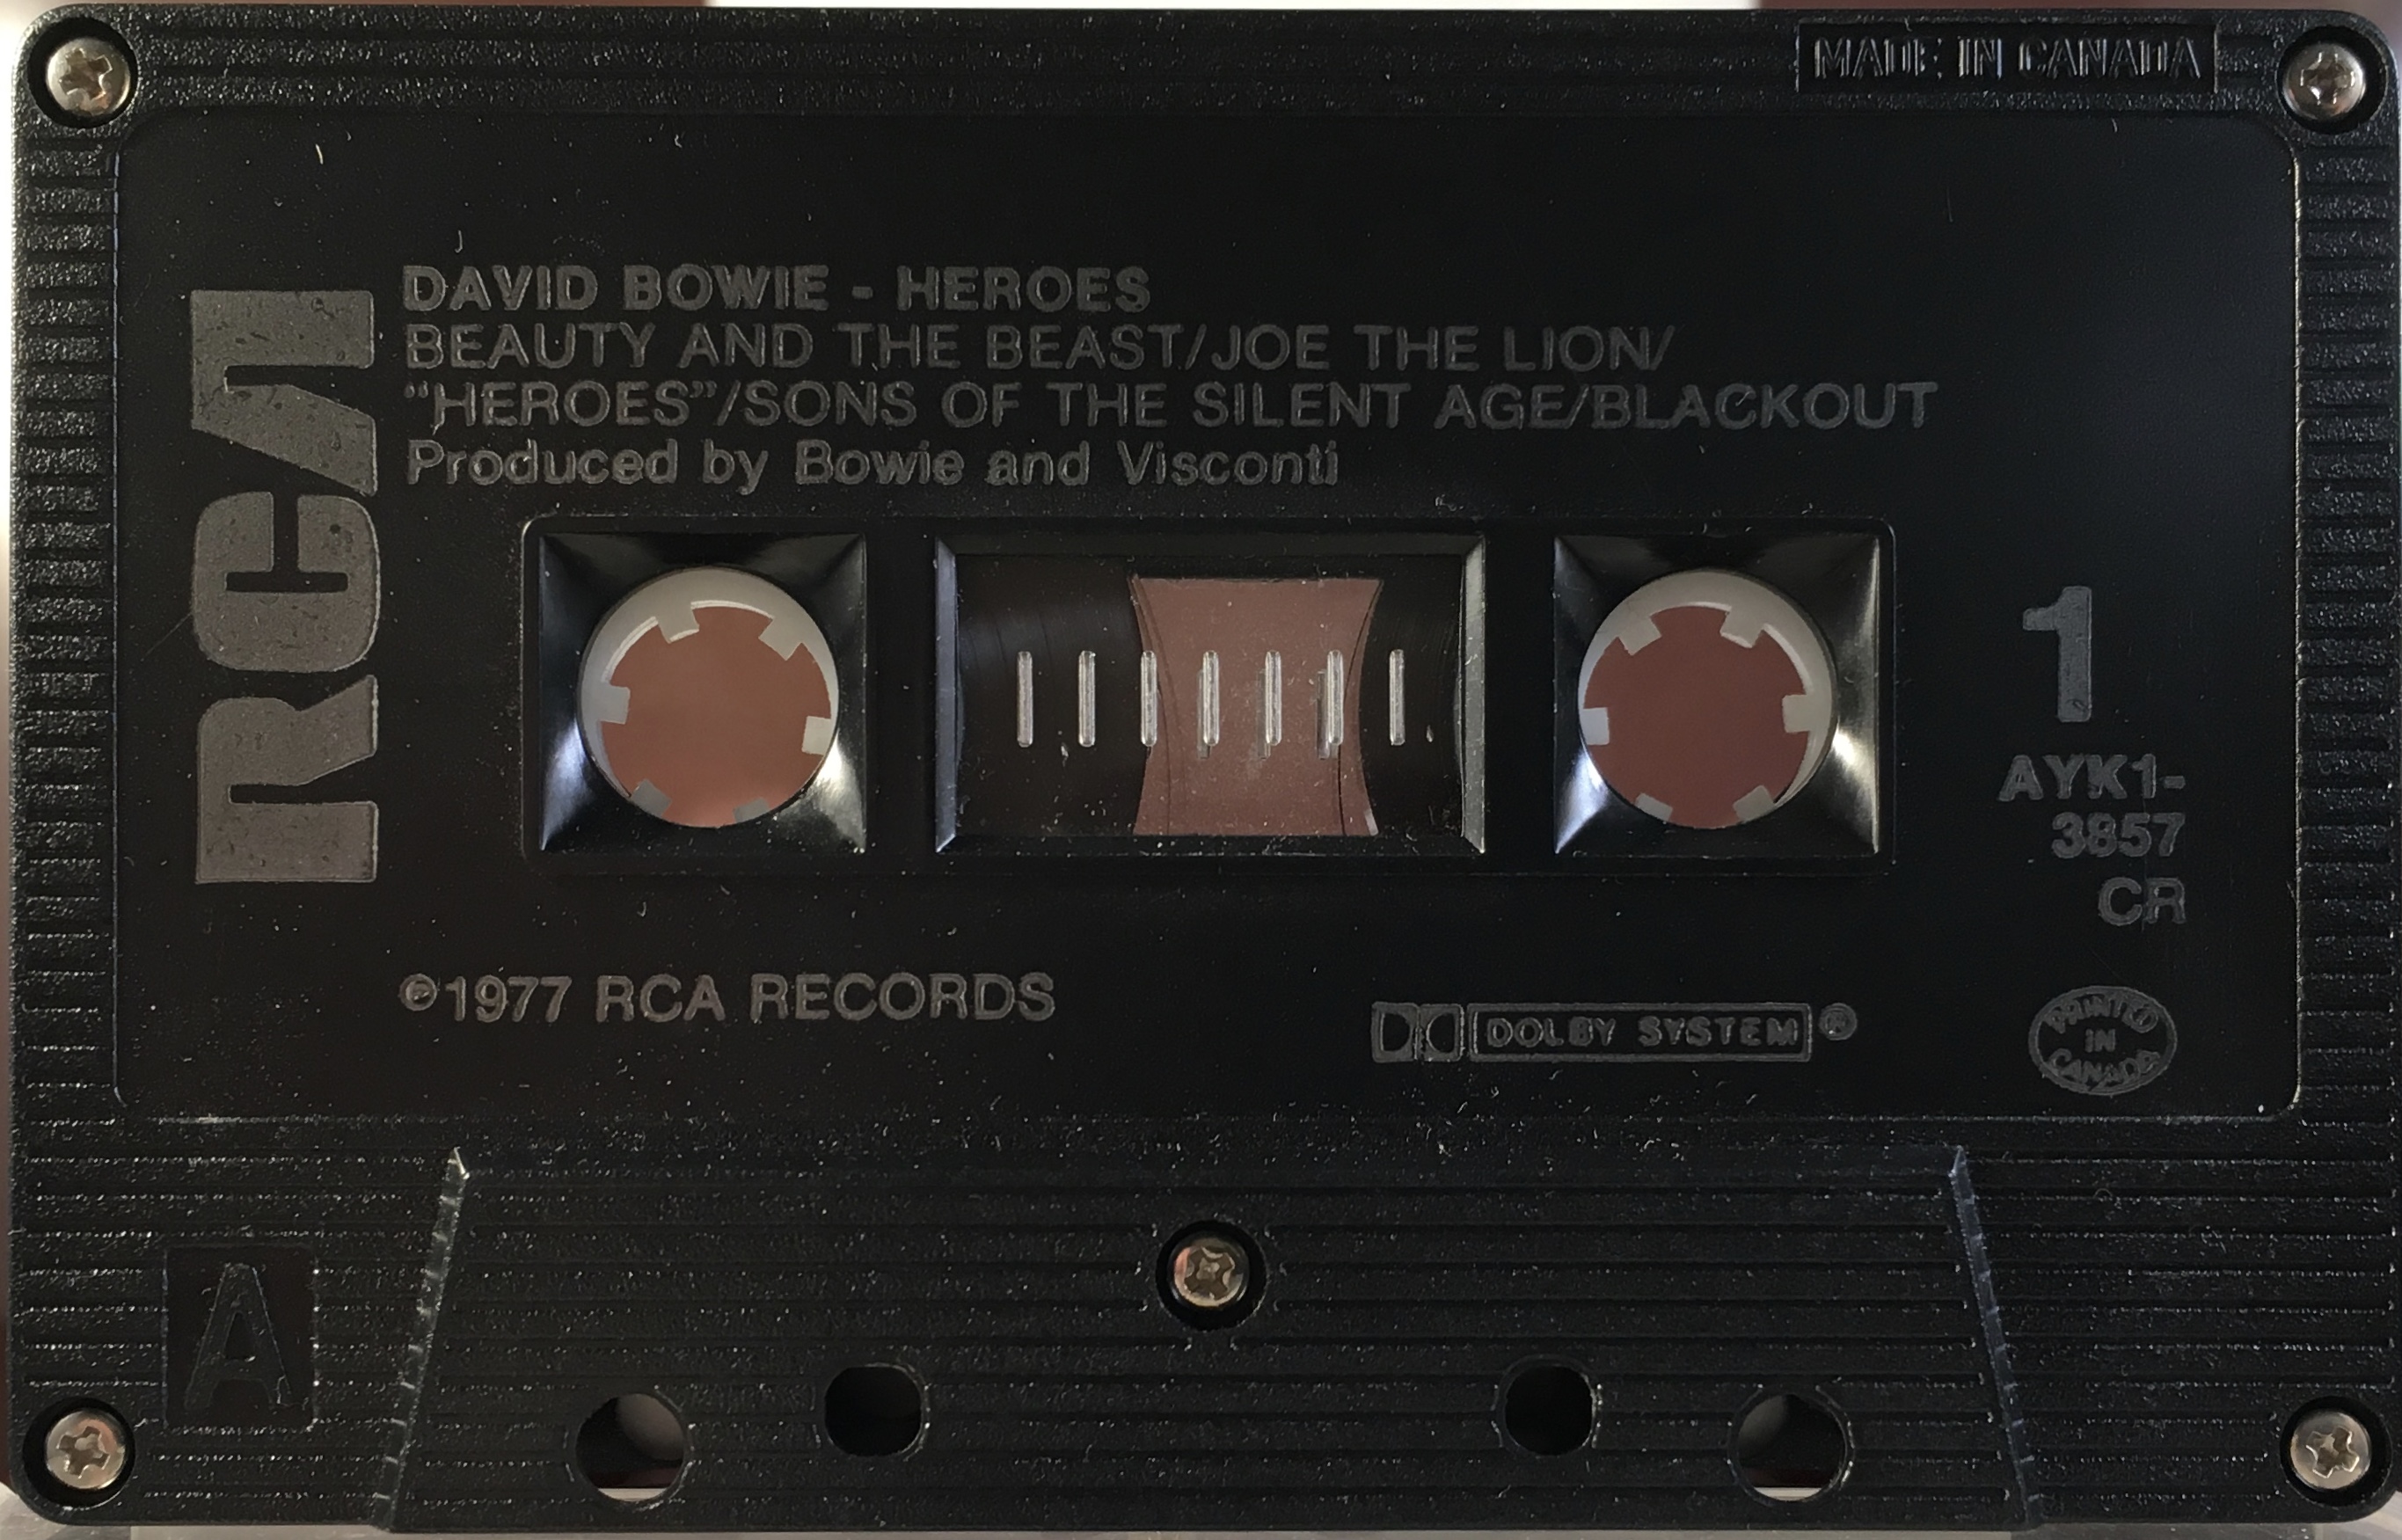 MADE IN CANADA
RCA
DAVID BOWIE - HEROES
BEAUTY AND THE BEAST/JOE THE LION/
“HEROES”/SONS OF THE SILENT AGE/BLACKOUT
Produced by Bowie and Visconti
1
AYK1-
3857
CR
℗1977 RCA RECORDS
DOLBY SYSTEM®
PRINTED
IN
CANADA
A